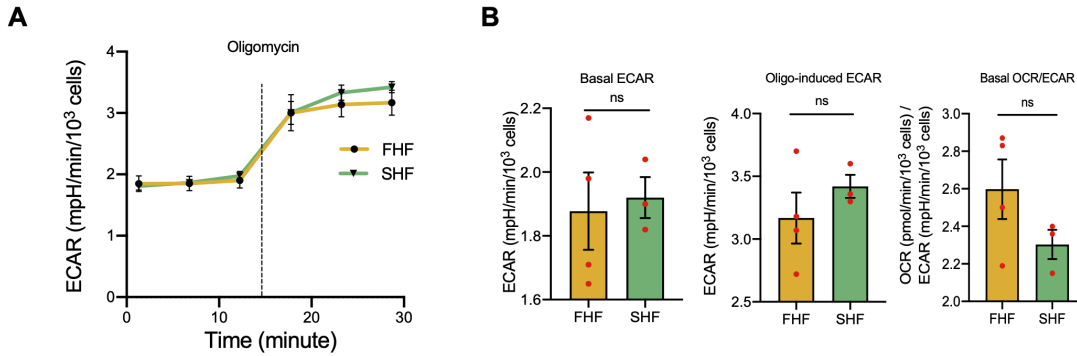 A
Oligomycin
ECAR (mpH/min/10³ cells)
4
3
2
1
0
0
10
20
30
Time (minute)
FHF
SHF
B
Basal ECAR
ns
ECAR (mpH/min/10³ cells)
2.2
2.0
1.8
1.6
FHF
SHF
Oligo-induced ECAR
ns
ECAR (mpH/min/10³ cells)
4.0
3.5
3.0
2.5
FHF
SHF
Basal OCR/ECAR
ns
OCR (pmol/min/10³ cells) /
ECAR (mpH/min/10³ cells)
3.0
2.8
2.6
2.4
2.2
2.0
FHF
SHF